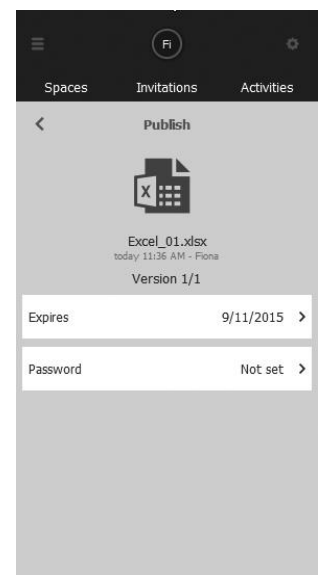 Fi
Spaces Invitations Activities
Publish
X
Excel_01.xlsx
today 11:36 AM - Fiona
Version 1/1
Expires 9/11/2015
Password Not set